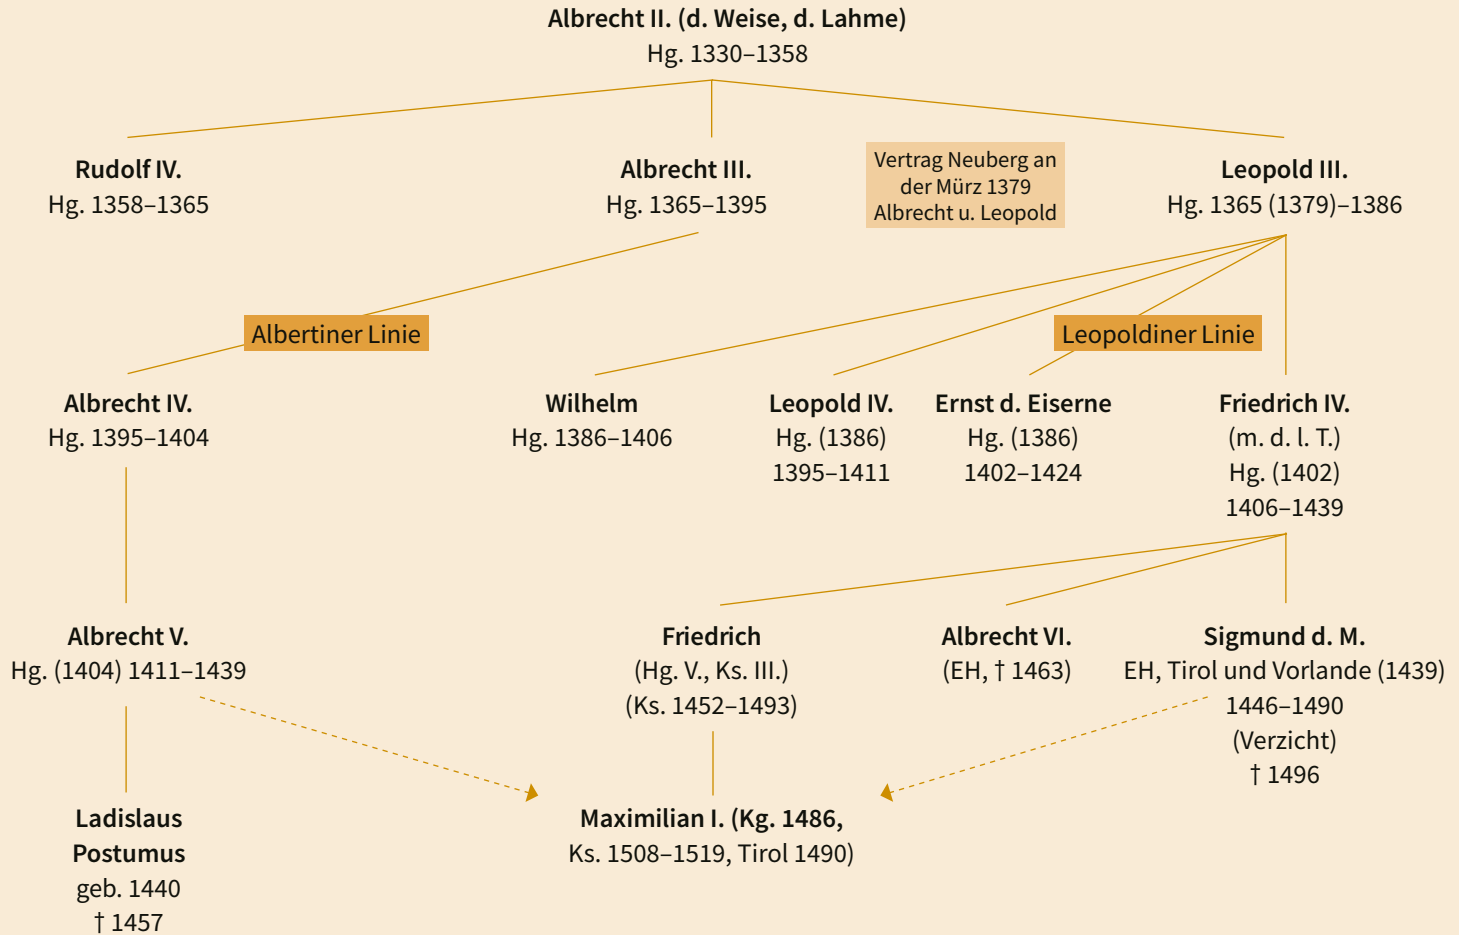 Albrecht II. (d. Weise, d. Lahme)
Hg. 1330–1358
Rudolf IV.
Hg. 1358–1365
Albrecht III.
Hg. 1365–1395
Vertrag Neuberg an
der Mürz 1379
Albrecht u. Leopold
Leopold III.
Hg. 1365 (1379)–1386
Albertiner Linie
Leopoldiner Linie
Albrecht IV.
Hg. 1395–1404
Wilhelm
Hg. 1386–1406
Leopold IV.
Hg. (1386)
1395–1411
Ernst d. Eiserne
Hg. (1386)
1402–1424
Friedrich IV.
(m. d. l. T.)
Hg. (1402)
1406–1439
Albrecht V.
Hg. (1404) 1411–1439
Friedrich
(Hg. V., Ks. III.)
(Ks. 1452–1493)
Albrecht VI.
(EH, † 1463)
Sigmund d. M.
EH, Tirol und Vorlande (1439)
1446–1490
(Verzicht)
† 1496
Ladislaus
Postumus
geb. 1440
† 1457
Maximilian I. (Kg. 1486,
Ks. 1508–1519, Tirol 1490)